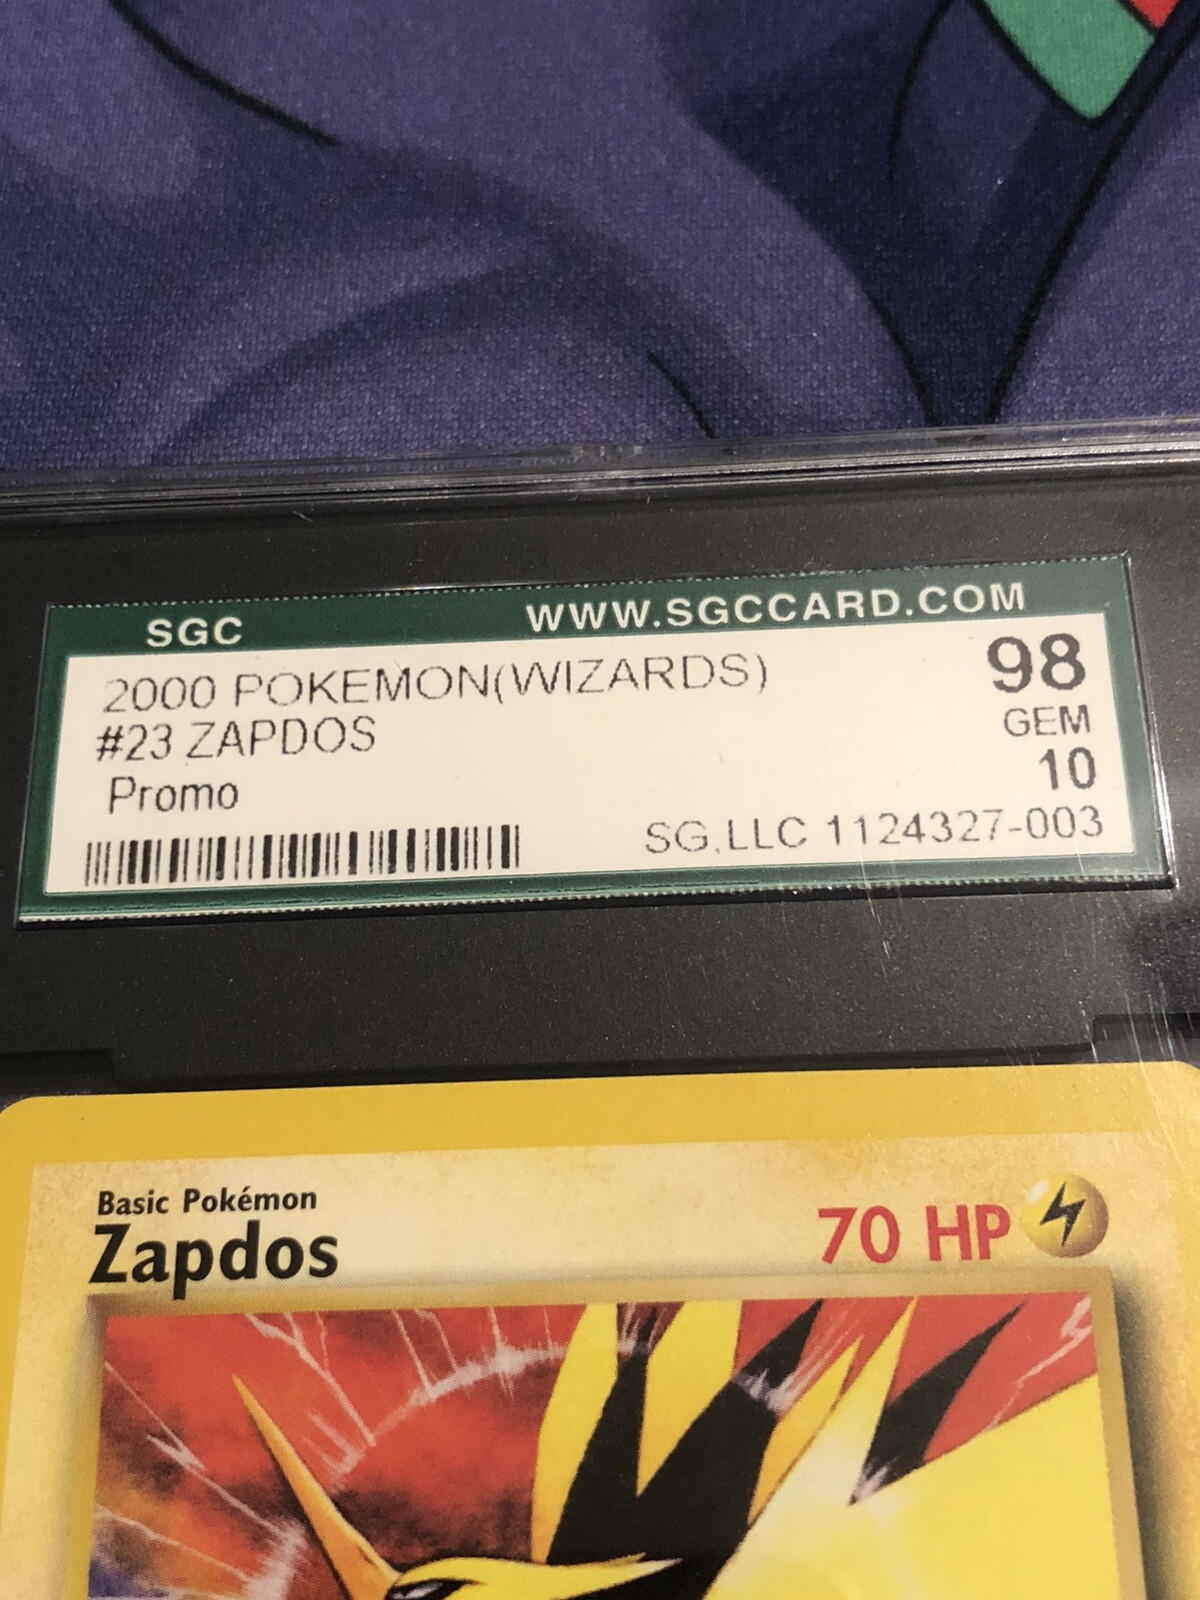 SGC WWW.SGCCARD.COM
2000 POKEMON(WIZARDS) 98
#23 ZAPDOS GEM
Promo 10
SG,LLC 1124327-003
Basic Pokémon
Zapdos 70 HP